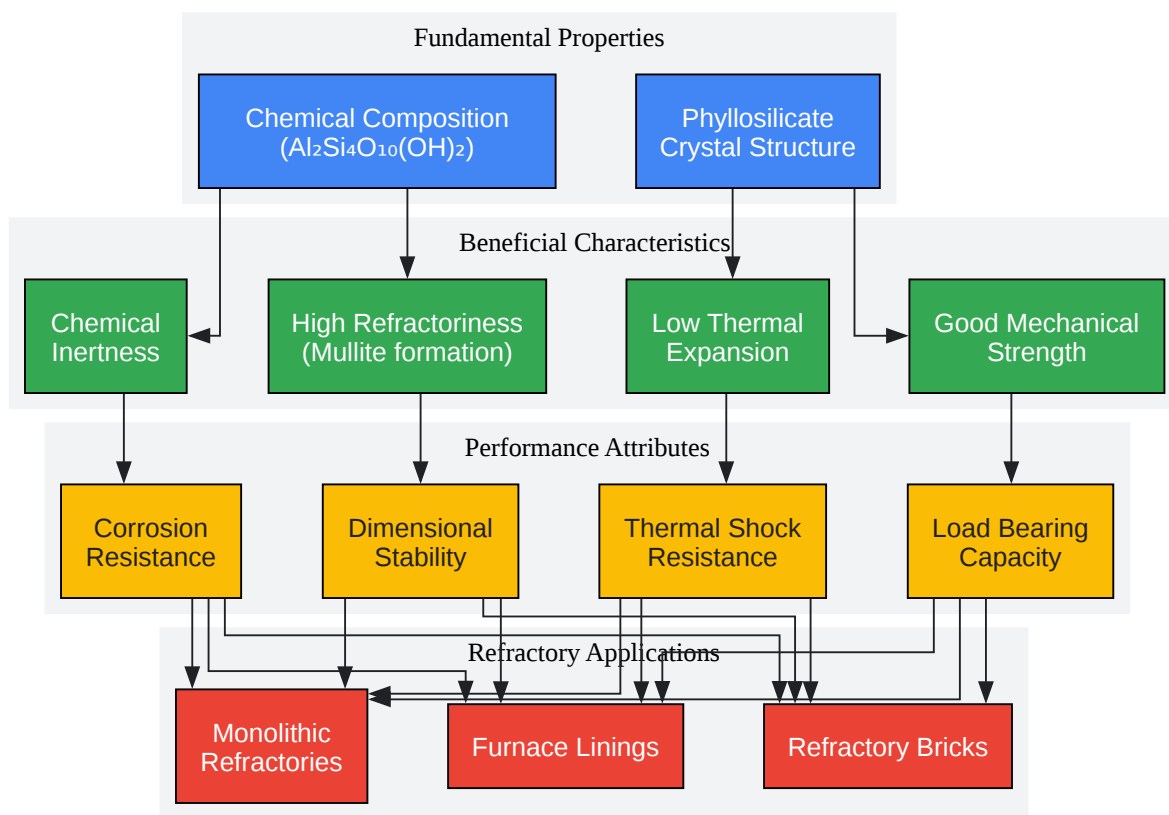 Fundamental Properties
Chemical Composition
(Al₂Si₄O₁₀(OH)₂)
Phyllosilicate
Crystal Structure
Beneficial Characteristics
Chemical
Inertness
High Refractoriness
(Mullite formation)
Low Thermal
Expansion
Good Mechanical
Strength
Performance Attributes
Corrosion
Resistance
Dimensional
Stability
Thermal Shock
Resistance
Load Bearing
Capacity
Refractory Applications
Monolithic
Refractories
Furnace Linings
Refractory Bricks